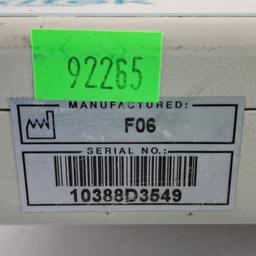 92265
MANUFACTURED:
F06
SERIAL NO.:
10388D3549